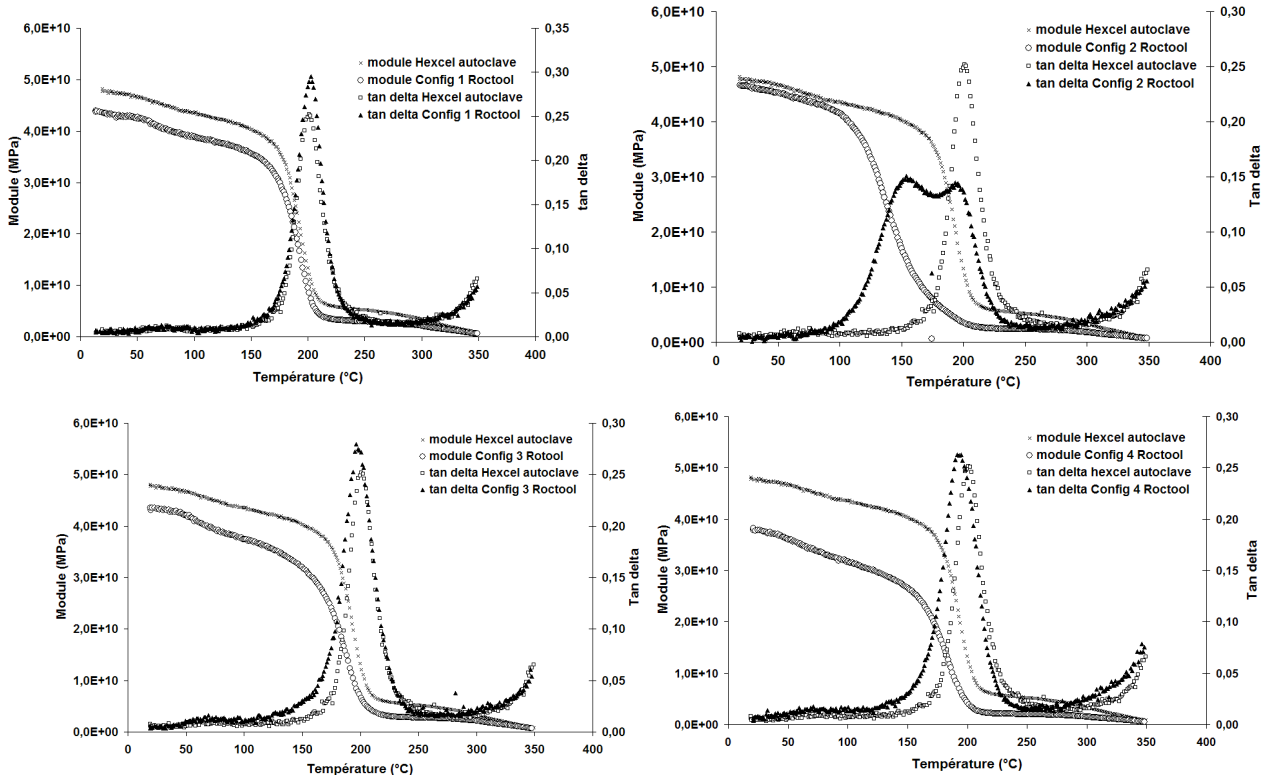 6,0E+10
5,0E+10
4,0E+10
3,0E+10
2,0E+10
1,0E+10
0,0E+00
Module (MPa)
0 50 100 150 200 250 300 350 400
Température (°C)
0,35
0,30
0,25
0,20
0,15
0,10
0,05
0,00
tan delta
module Hexcel autoclave
module Config 1 Roctool
tan delta Hexcel autoclave
tan delta Config 1 Roctool
6,0E+10
5,0E+10
4,0E+10
3,0E+10
2,0E+10
1,0E+10
0,0E+00
Module (MPa)
0 50 100 150 200 250 300 350 400
Température (°C)
0,30
0,25
0,20
0,15
0,10
0,05
0,00
Tan delta
module Hexcel autoclave
module Config 2 Roctool
tan delta Hexcel autoclave
tan delta Config 2 Roctool
6,0E+10
5,0E+10
4,0E+10
3,0E+10
2,0E+10
1,0E+10
0,0E+00
Module (MPa)
0 50 100 150 200 250 300 350 400
Température (°C)
0,30
0,25
0,20
0,15
0,10
0,05
0,00
Tan delta
module Hexcel autoclave
module Config 3 Rotool
tan delta Hexcel autoclave
tan delta Config 3 Roctool
6,0E+10
5,0E+10
4,0E+10
3,0E+10
2,0E+10
1,0E+10
0,0E+00
Module (MPa)
0 50 100 150 200 250 300 350 400
Température (°C)
0,30
0,25
0,20
0,15
0,10
0,05
0,00
Tan delta
module Hexcel autoclave
module Config 4 Roctool
tan delta hexcel autoclave
tan delta Config 4 Roctool